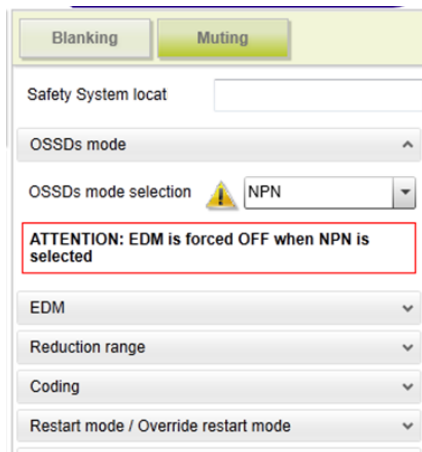 Blanking
Muting
Safety System locat
OSSDs mode
OSSDs mode selection
NPN
ATTENTION: EDM is forced OFF when NPN is
selected
EDM
Reduction range
Coding
Restart mode / Override restart mode